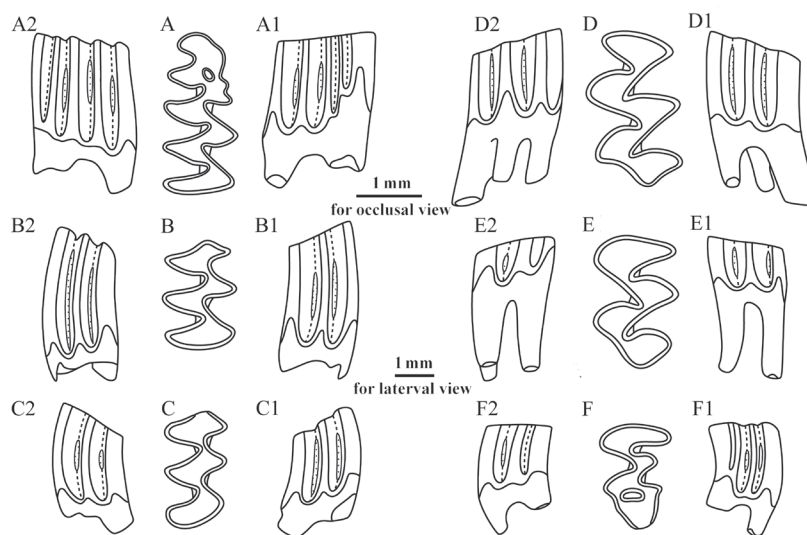 A2 A A1 D2 D D1
1 mm
for occlusal view
B2 B B1 E2 E E1
1 mm
for laterval view
C2 C C1 F2 F F1